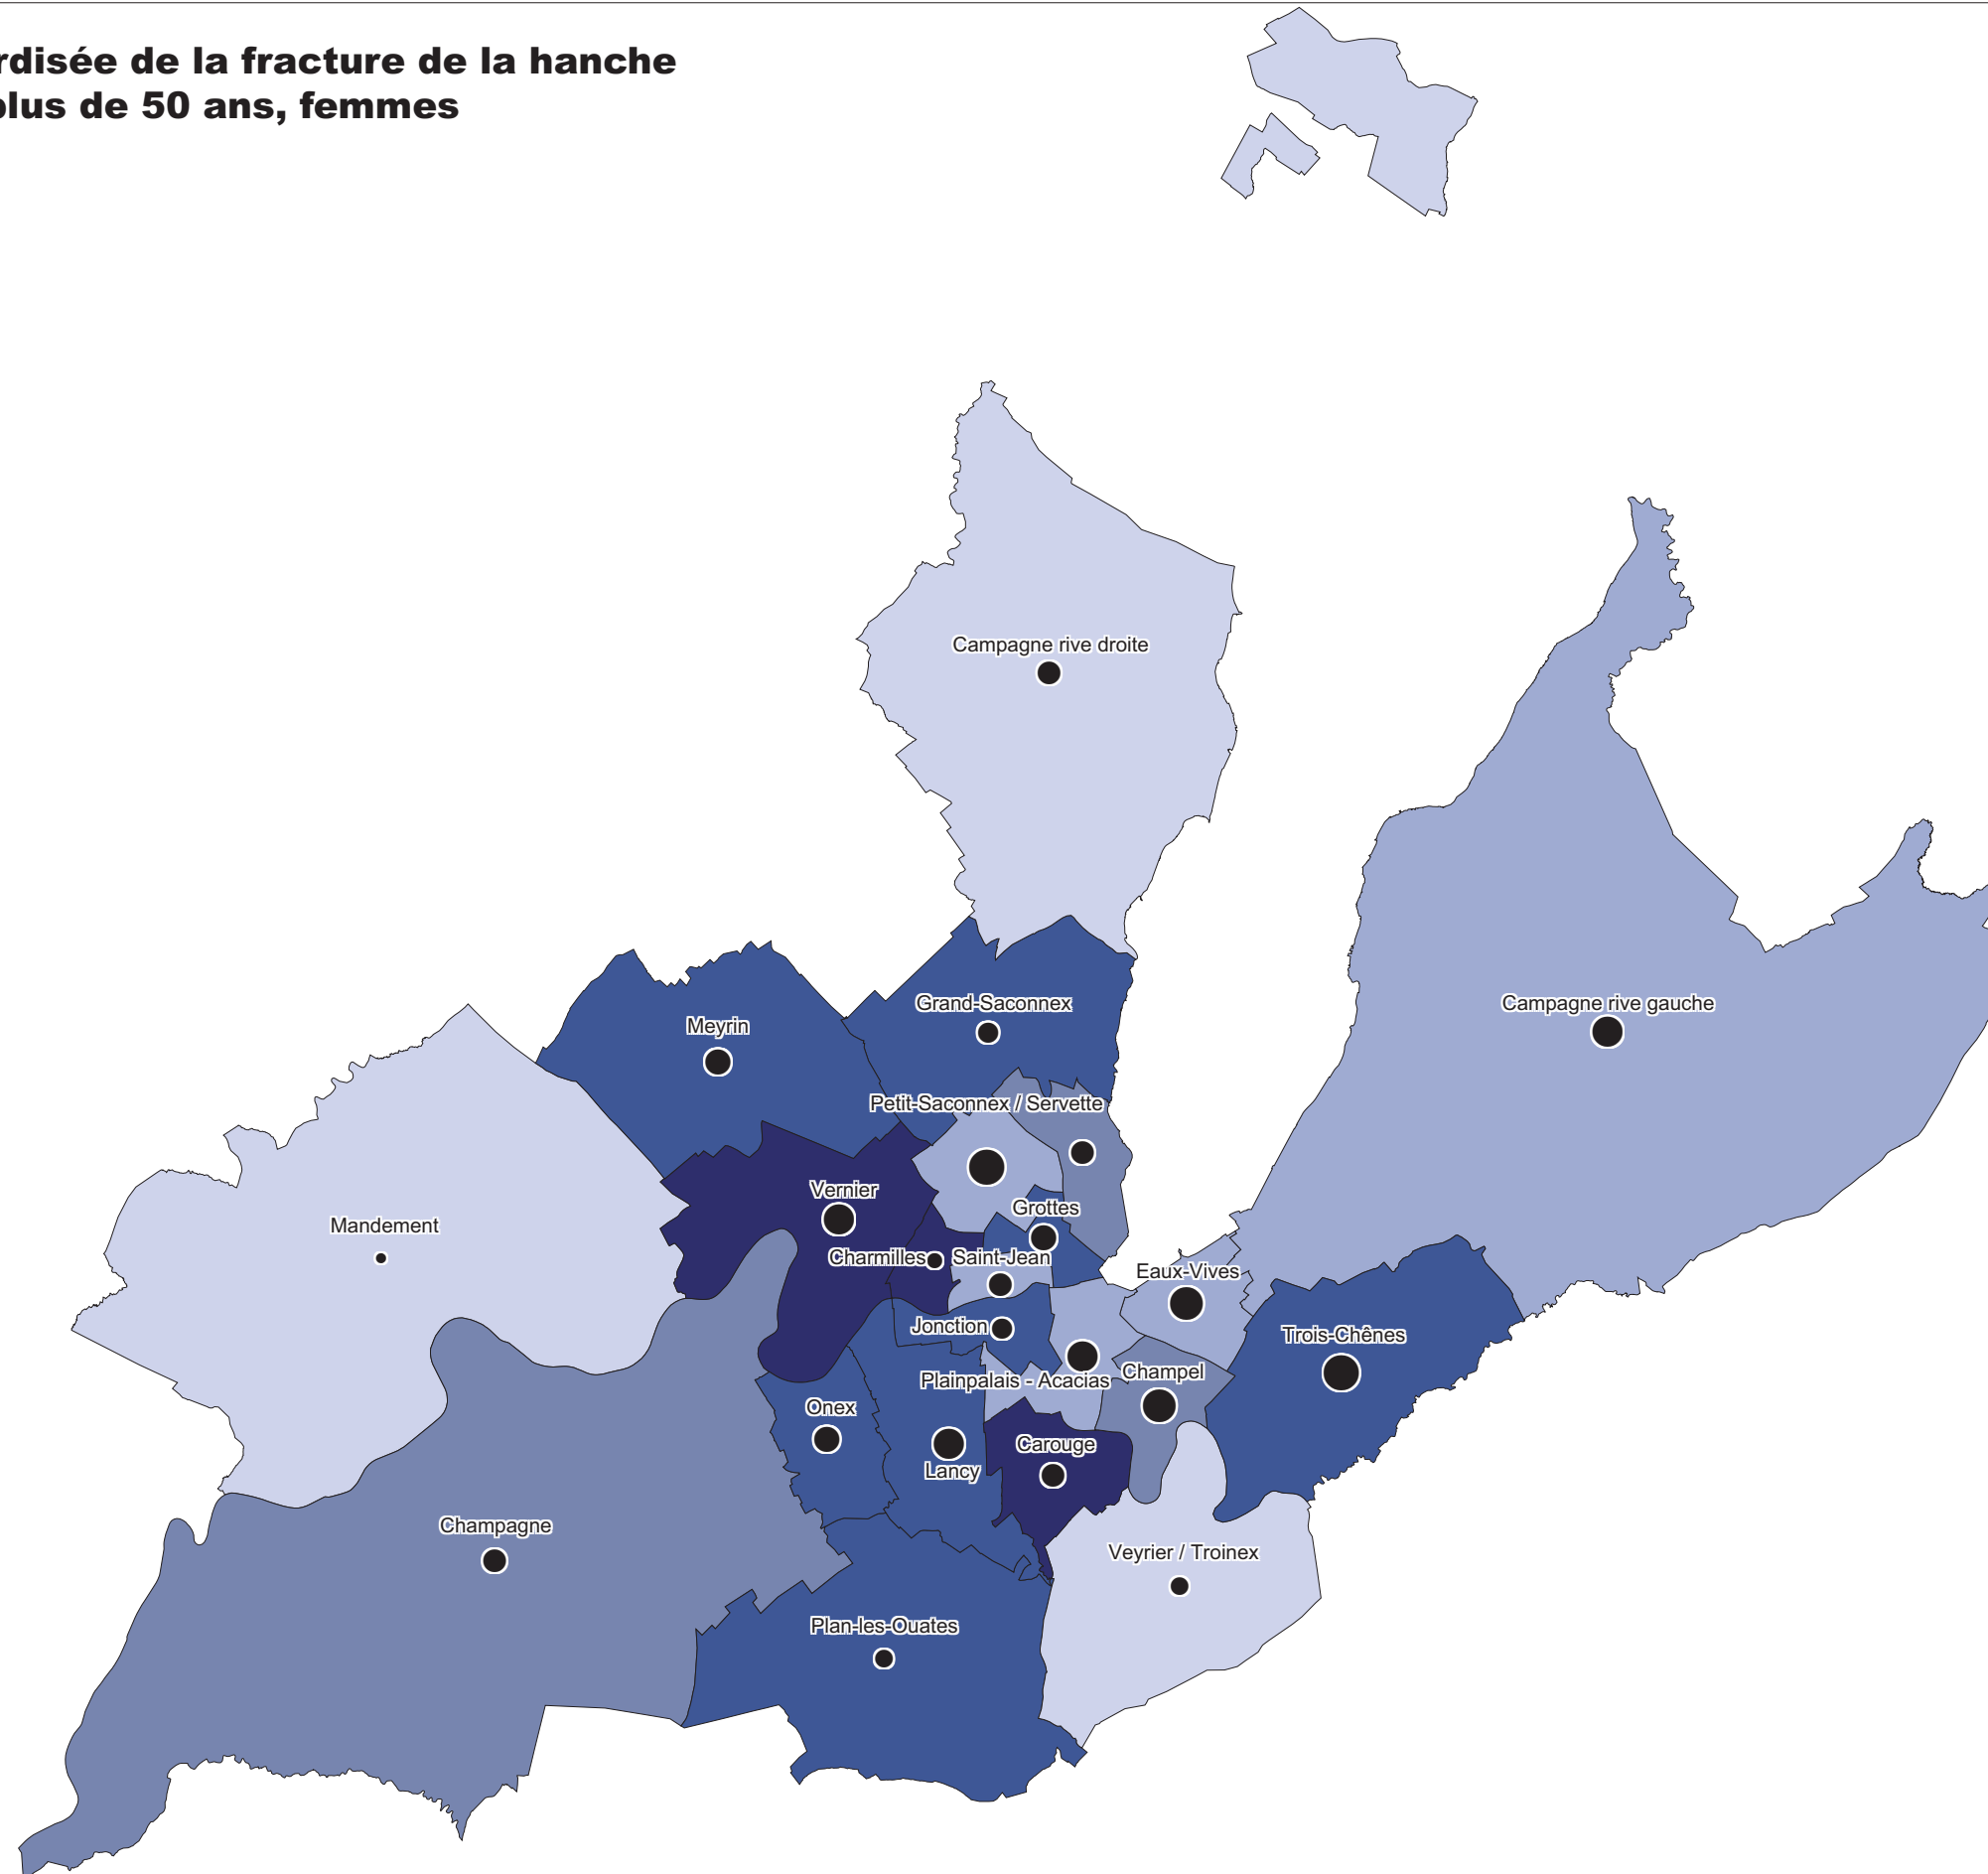 rdisée de la fracture de la hanche
plus de 50 ans, femmes
Campagne rive droite
Campagne rive gauche
Grand-Saconnex
Meyrin
Petit-Saconnex / Servette
Vernier
Grottes
Mandement
Charmilles
Saint-Jean
Eaux-Vives
Jonction
Trois-Chênes
Plainpalais - Acacias
Champel
Onex
Carouge
Lancy
Champagne
Veyrier / Troinex
Plan-les-Ouates